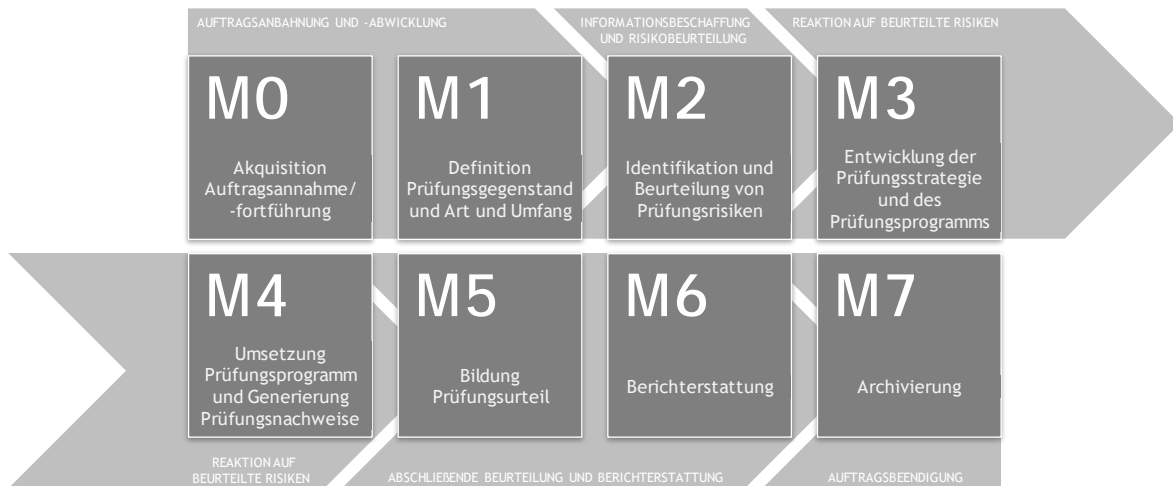 AUFTRAGSANBAHNUNG UND -ABWICKLUNG
INFORMATIONSBESCHAFFUNG
UND RISIKOBEURTEILUNG
REAKTION AUF BEURTEILTE RISIKEN
M0
Akquisition
Auftragsannahme/
-fortführung
M1
Definition
Prüfungsgegenstand
und Art und Umfang
M2
Identifikation und
Beurteilung von
Prüfungsrisiken
M3
Entwicklung der
Prüfungsstrategie
und des
Prüfungsprogramms
M4
Umsetzung
Prüfungsprogramm
und Generierung
Prüfungsnachweise
M5
Bildung
Prüfungsurteil
M6
Berichterstattung
M7
Archivierung
REAKTION AUF
BEURTEILTE RISIKEN
ABSCHLIEßENDE BEURTEILUNG UND BERICHTERSTATTUNG
AUFTRAGSBEENDIGUNG